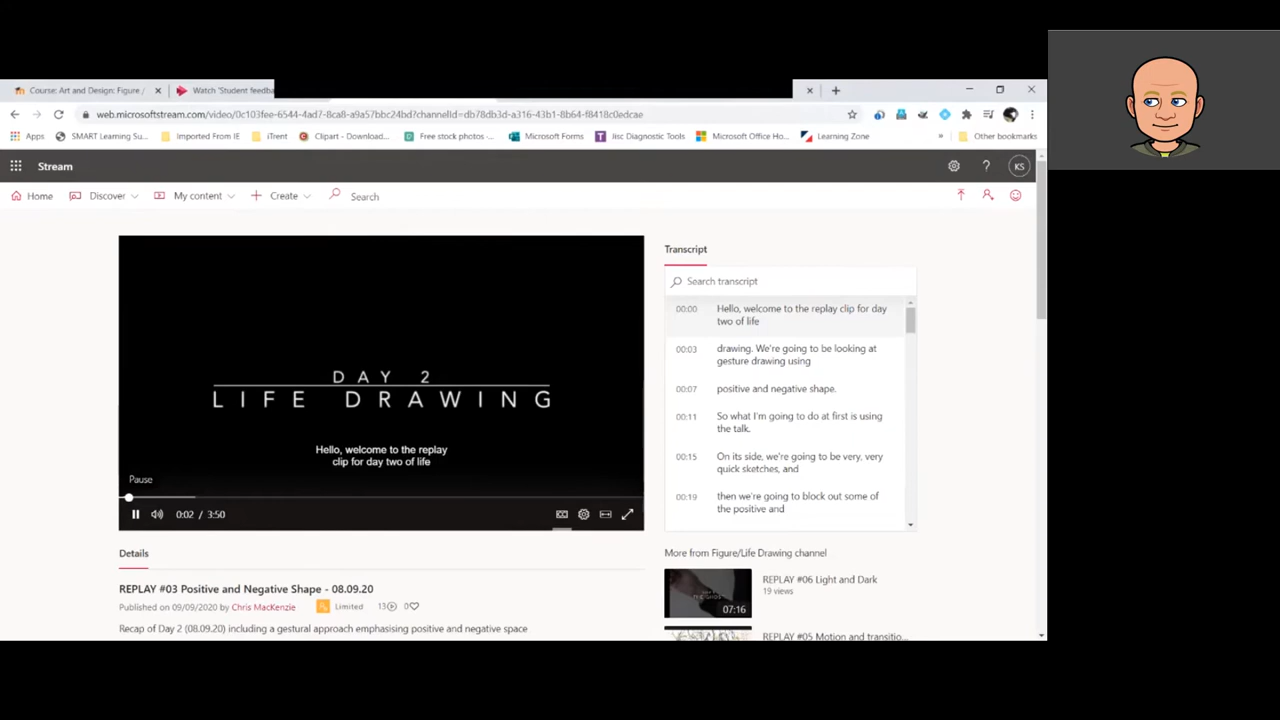 Course: Art and Design: Figure /
Watch 'Student feedba
web.microsoftstream.com/video/0c103fee-6544-4ad7-8ca8-a9a57bbc24bd?channelId=db78db3d-a316-43b1-8b64-f8418c0edcae
Apps SMART Learning Su... Imported From IE iTrent Clipart - Download... Free stock photos -... Microsoft Forms Jisc Diagnostic Tools Microsoft Office Ho... Learning Zone » Other bookmarks
Stream
? KS
Home Discover My content Create Search
DAY 2
LIFE DRAWING
Hello, welcome to the replay
clip for day two of life
Pause
0:02 / 3:50
CC
Transcript
Search transcript
00:00 Hello, welcome to the replay clip for day
two of life
00:03 drawing. We're going to be looking at
gesture drawing using
00:07 positive and negative shape.
00:11 So what I'm going to do at first is using
the talk.
00:15 On its side, we're going to be very, very
quick sketches, and
00:19 then we're going to block out some of
the positive and
Details
REPLAY #03 Positive and Negative Shape - 08.09.20
Published on 09/09/2020 by Chris MacKenzie Limited 13 0
Recap of Day 2 (08.09.20) including a gestural approach emphasising positive and negative space
More from Figure/Life Drawing channel
REPLAY #06 Light and Dark
19 views
07:16
REPLAY #05 Motion and transitio...